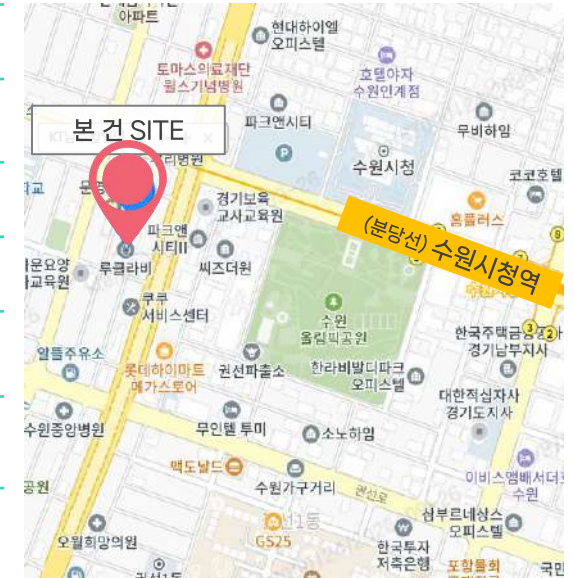 아파트
현대하이엘
오피스텔
토마스의료재단
윌스기념병원
호텔아자
수원인계점
파크앤시티
무비하임
본 건 SITE
P
수원시청
코코호텔
경기보육
교사교육원
홈플러스
(분당선) 수원시청역
8
파크앤
시티II
루클라비
씨즈더원
쿠쿠
서비스센터
수원
올림픽공원
3
2
경기남부지사
알뜰주유소
롯데하이마트
메가스토어
권선파출소
한라비발디파크
오피스텔
대한적십자사
경기도지사
수원중앙병원
무인텔 투미
소노하임
맥도날드
이비스앰배서더
수원
공원
수원가구거리
권선로
삼부르네상스
오피스텔
GS25
오월희망의원
한국투자
저축은행
포항물회
국민